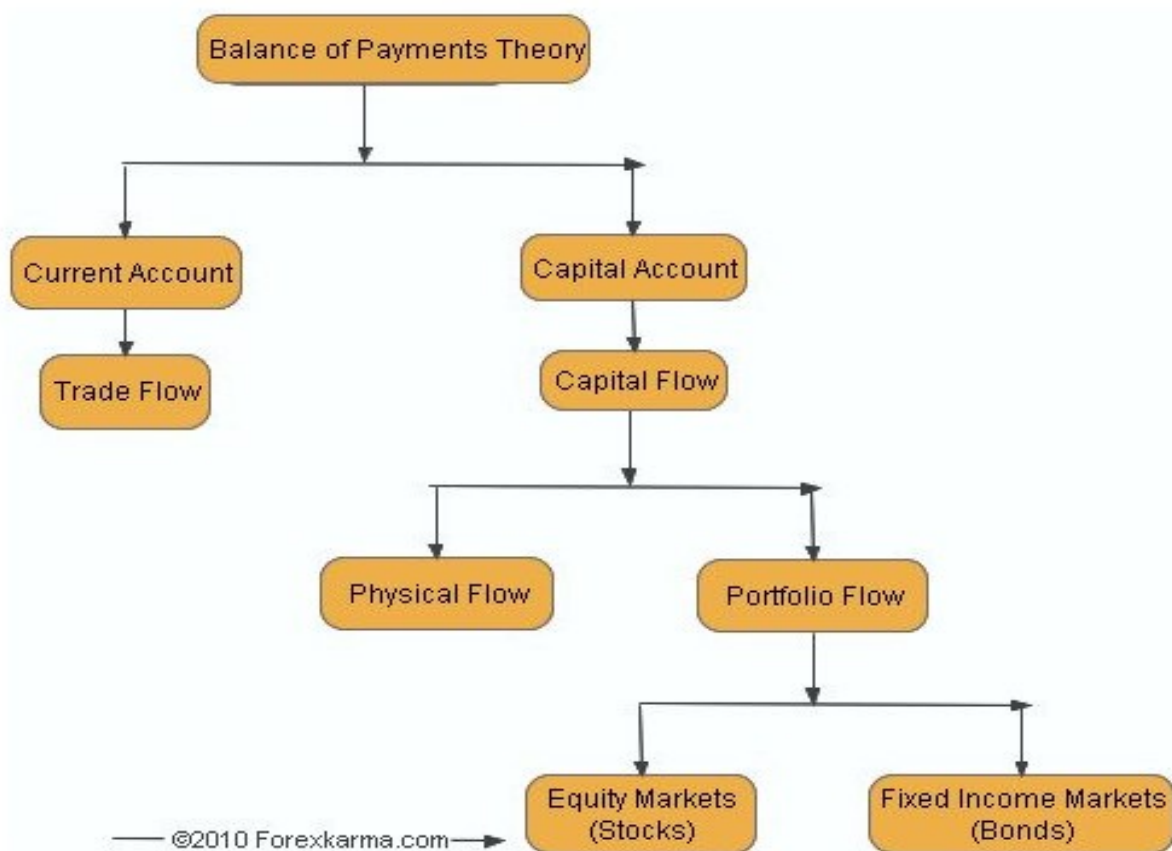 Balance of Payments Theory
Current Account
Capital Account
Trade Flow
Capital Flow
Physical Flow
Portfolio Flow
Equity Markets
(Stocks)
Fixed Income Markets
(Bonds)
©2010 Forexkarma.com